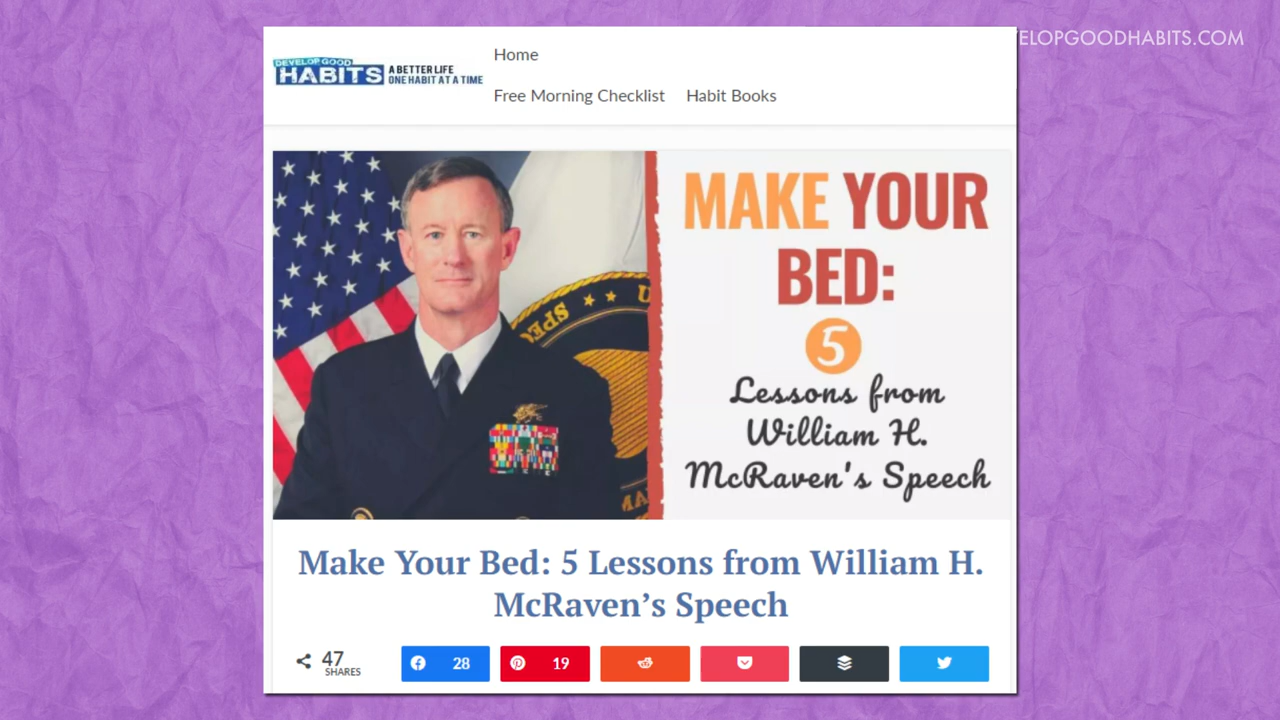 ELOPGOODHABITS.COM
DEVELOP GOOD
HABITS
A BETTER LIFE
ONE HABIT AT A TIME
Home
Free Morning Checklist Habit Books
MAKE YOUR
BED:
5
Lessons from
William H.
McRaven's Speech
SPE
U
MA
Make Your Bed: 5 Lessons from William H.
McRaven’s Speech
47
SHARES
28
19